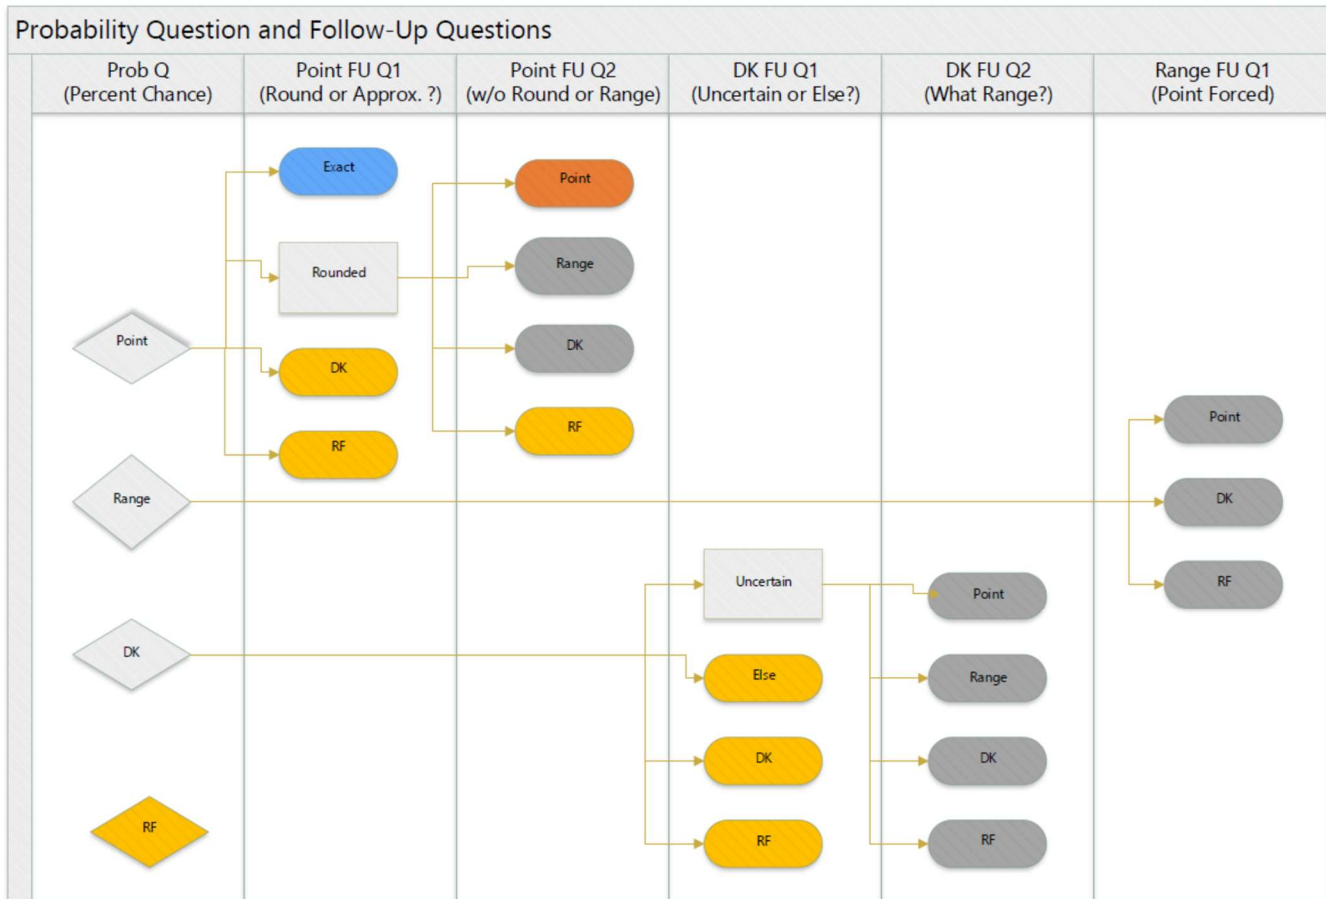 Probability Question and Follow-Up Questions
Prob Q
(Percent Chance)
Point FU Q1
(Round or Approx. ?)
Point FU Q2
(w/o Round or Range)
DK FU Q1
(Uncertain or Else?)
DK FU Q2
(What Range?)
Range FU Q1
(Point Forced)
Point
Range
DK
RF
Exact
Rounded
DK
RF
Point
Range
DK
RF
Uncertain
Else
DK
RF
Point
Range
DK
RF
Point
DK
RF